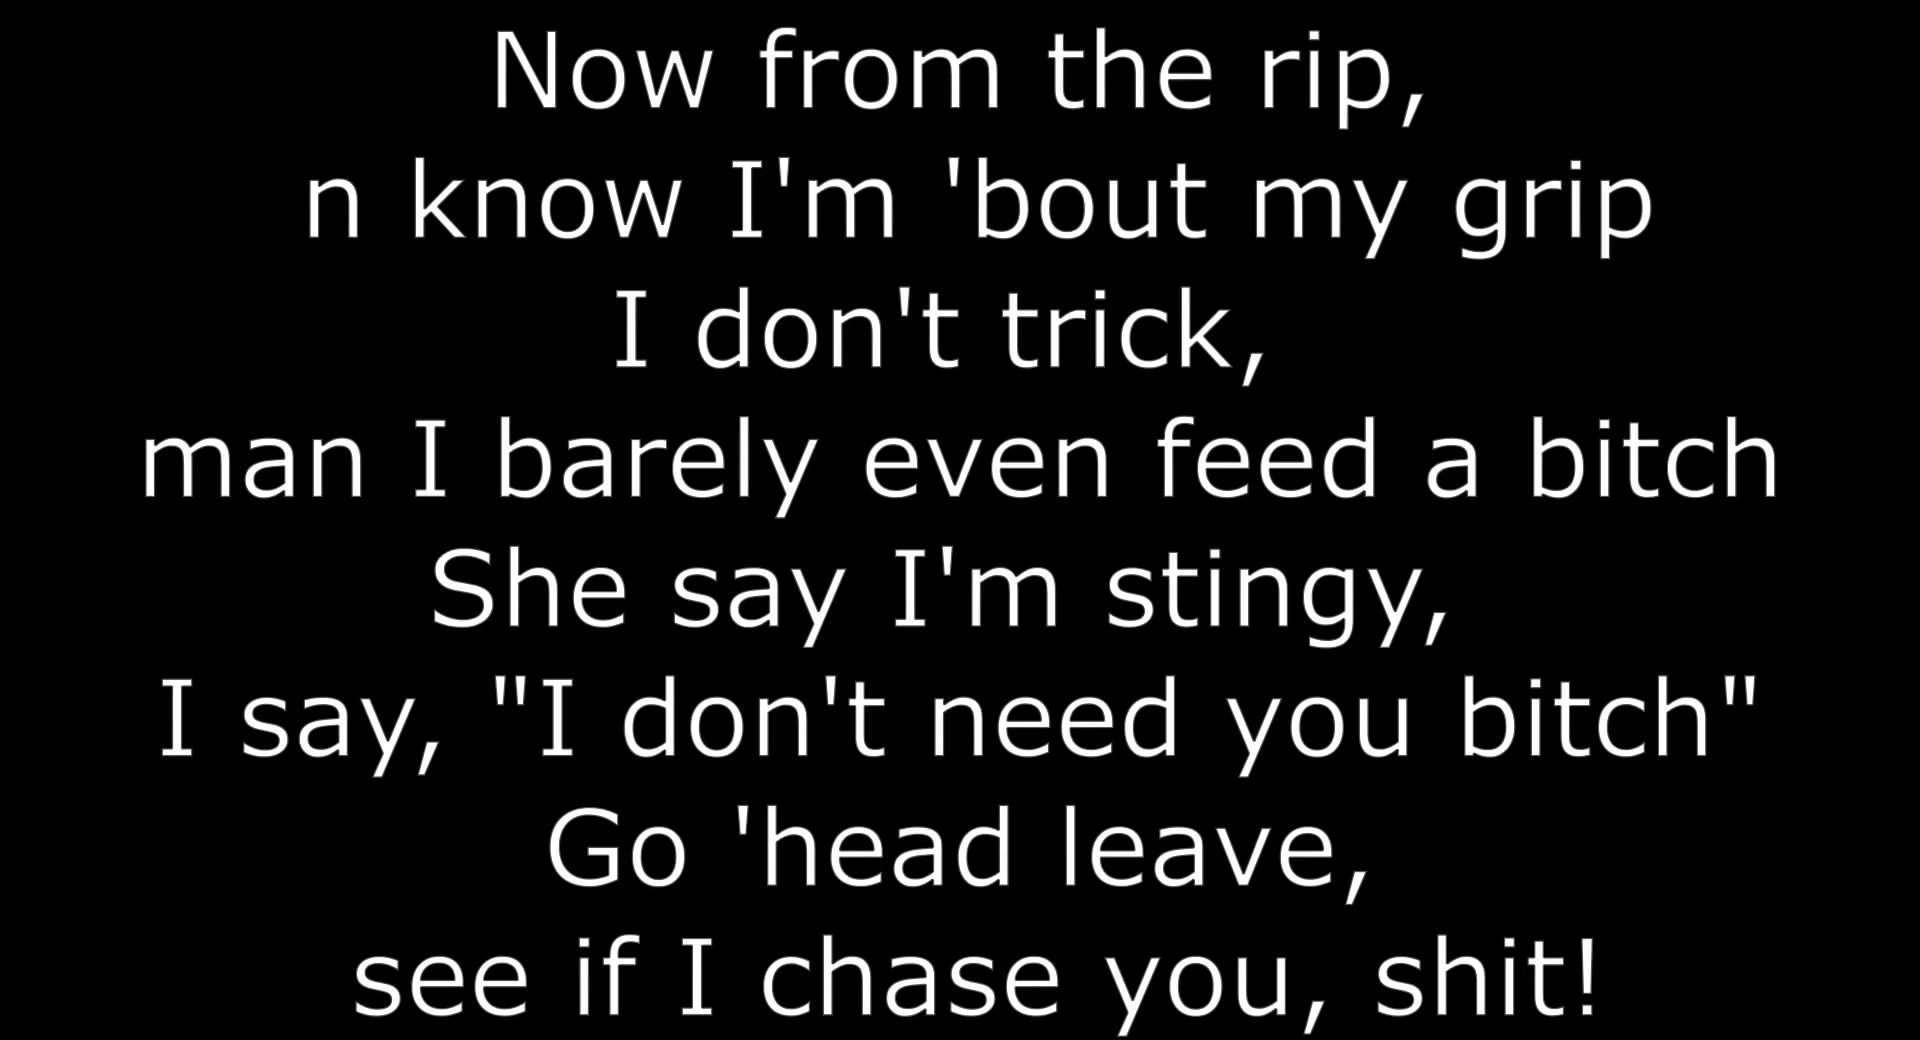 Now from the rip,
n know I'm 'bout my grip
I don't trick,
man I barely even feed a bitch
She say I'm stingy,
I say, "I don't need you bitch"
Go 'head leave,
see if I chase you, shit!